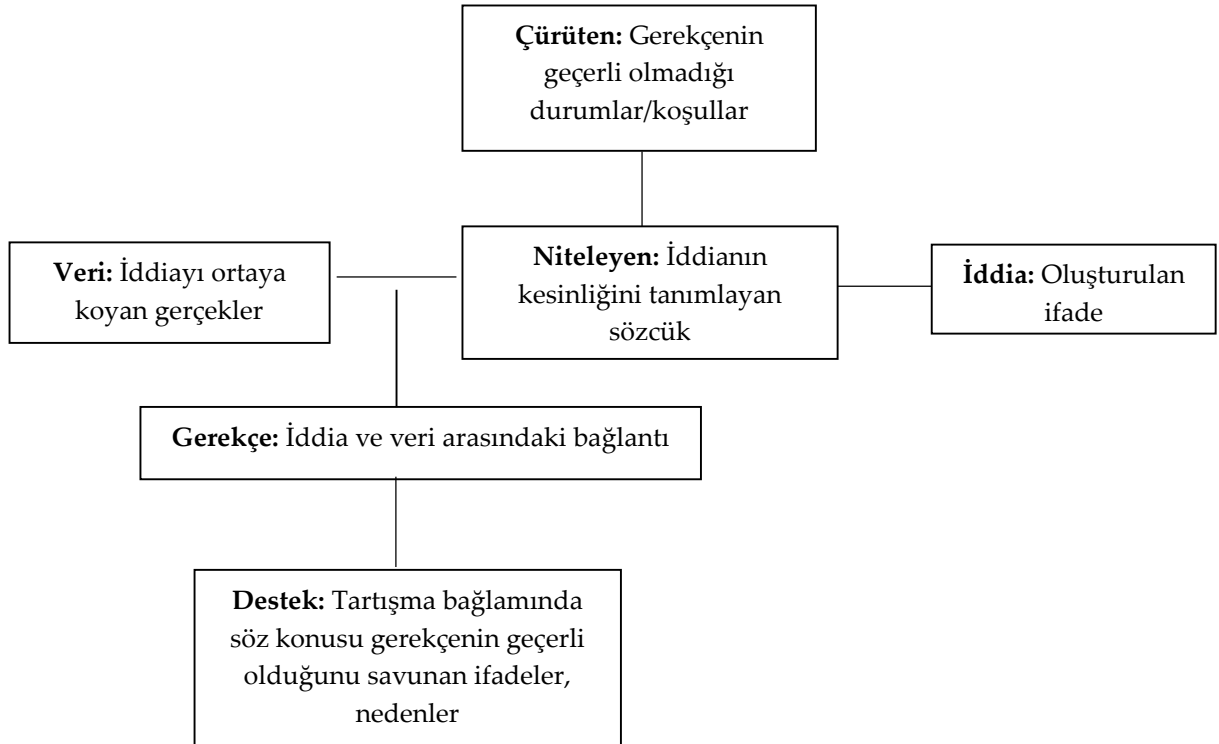 Çürüten: Gerekçenin
geçerli olmadığı
durumlar/koşullar
Veri: İddiayı ortaya
koyan gerçekler
Niteleyen: İddianın
kesinliğini tanımlayan
sözcük
İddia: Oluşturulan
ifade
Gerekçe: İddia ve veri arasındaki bağlantı
Destek: Tartışma bağlamında
söz konusu gerekçenin geçerli
olduğunu savunan ifadeler,
nedenler